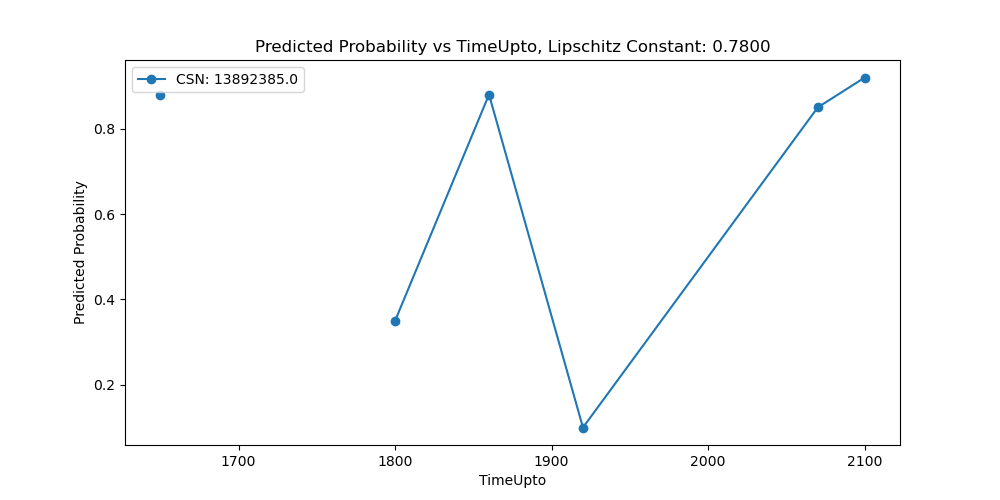 Predicted Probability vs TimeUpto, Lipschitz Constant: 0.7800
CSN: 13892385.0
0.8
0.6
0.4
0.2
Predicted Probability
1700 1800 1900 2000 2100
TimeUpto